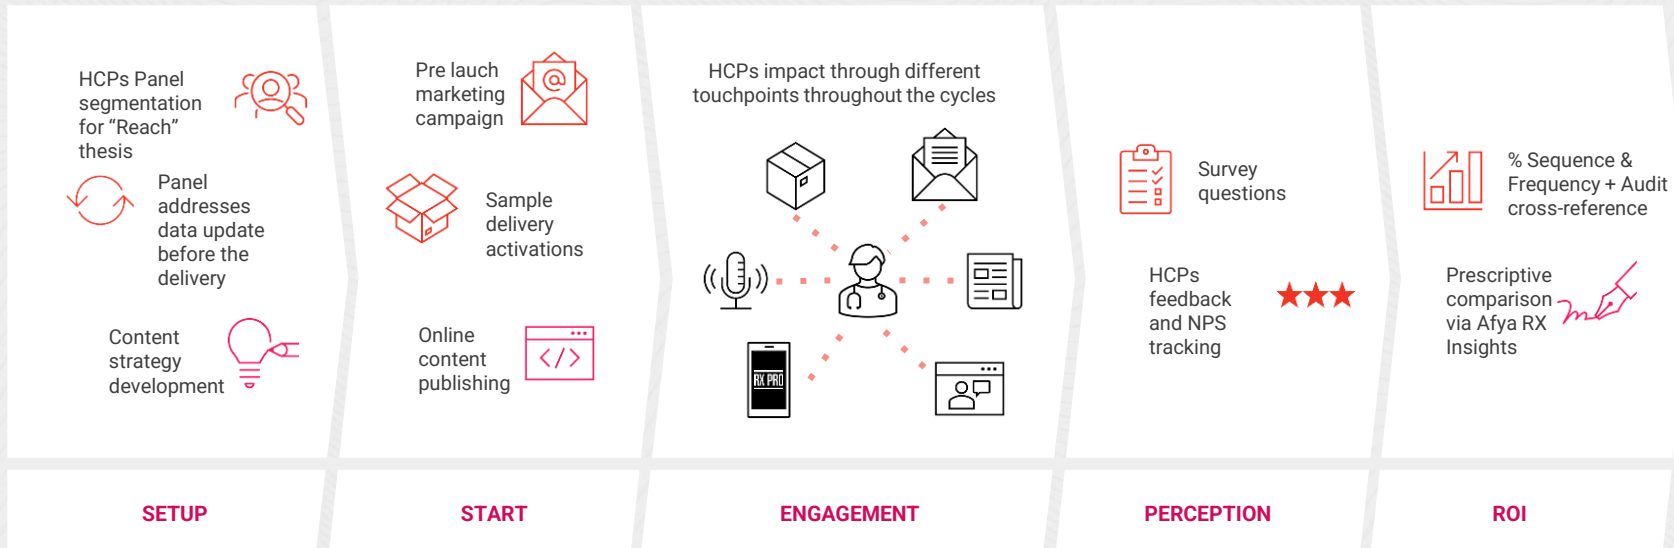 HCPs Panel
segmentation
for “Reach”
thesis
Panel
addresses
data update
before the
delivery
Content
strategy
development
SETUP
Pre lauch
marketing
campaign
@
Sample
delivery
activations
Online
content
publishing
</>
START
HCPs impact through different
touchpoints throughout the cycles
RX PRO
ENGAGEMENT
Survey
questions
HCPs
feedback
and NPS
tracking
PERCEPTION
% Sequence &
Frequency + Audit
cross-reference
Prescriptive
comparison
via Afya RX
Insights
ROI